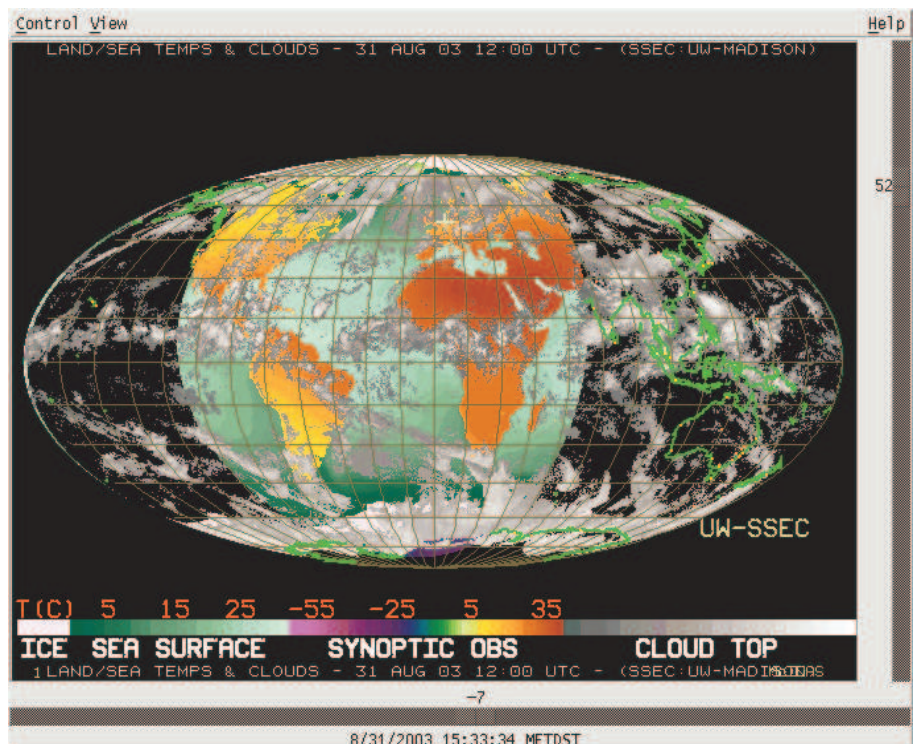 Control View Help
LAND/SEA TEMPS & CLOUDS - 31 AUG 03 12:00 UTC - (SSEC:UW-MADISON)
52
UW-SSEC
T(C) 5 15 25 -55 -25 5 35
ICE SEA SURFACE SYNOPTIC OBS CLOUD TOP
1 LAND/SEA TEMPS & CLOUDS - 31 AUG 03 12:00 UTC - (SSEC:UW-MADISON)
-7
8/31/2003 15:33:34 METDST